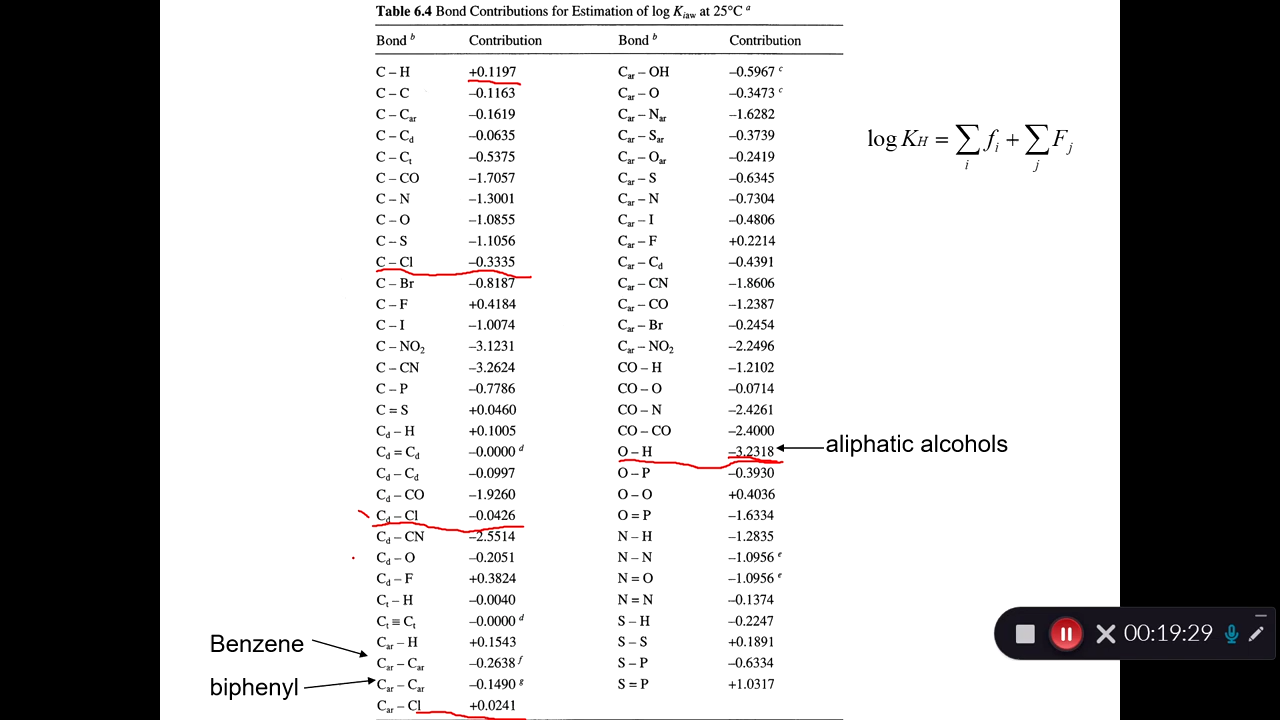 Table 6.4 Bond Contributions for Estimation of log Kiaw at 25°C a
Bond b Contribution Bond b Contribution
C – H +0.1197 Car – OH –0.5967 c
C – C –0.1163 Car – O –0.3473 c
C – Car –0.1619 Car – Nar –1.6282
C – Cd –0.0635 Car – Sar –0.3739
C – Ct –0.5375 Car – Oar –0.2419
C – CO –1.7057 Car – S –0.6345
C – N –1.3001 Car – N –0.7304
C – O –1.0855 Car – I –0.4806
C – S –1.1056 Car – F +0.2214
C – Cl –0.3335 Car – Cd –0.4391
C – Br –0.8187 Car – CN –1.8606
C – F +0.4184 Car – CO –1.2387
C – I –1.0074 Car – Br –0.2454
C – NO2 –3.1231 Car – NO2 –2.2496
C – CN –3.2624 CO – H –1.2102
C – P –0.7786 CO – O –0.0714
C = S +0.0460 CO – N –2.4261
Cd – H +0.1005 CO – CO –2.4000
Cd = Cd –0.0000 d O – H –3.2318
Cd – Cd –0.0997 O – P –0.3930
Cd – CO –1.9260 O – O +0.4036
Cd – Cl –0.0426 O = P –1.6334
Cd – CN –2.5514 N – H –1.2835
Cd – O –0.2051 N – N –1.0956 e
Cd – F +0.3824 N = O –1.0956 e
Ct – H –0.0040 N = N –0.1374
Ct ≡ Ct –0.0000 d S – H –0.2247
Car – H +0.1543 S – S +0.1891
Car – Car –0.2638 f S – P –0.6334
Car – Car –0.1490 g S = P +1.0317
Car – Cl +0.0241
log KH = ∑i fi + ∑j Fj
aliphatic alcohols
Benzene
biphenyl
00:19:29